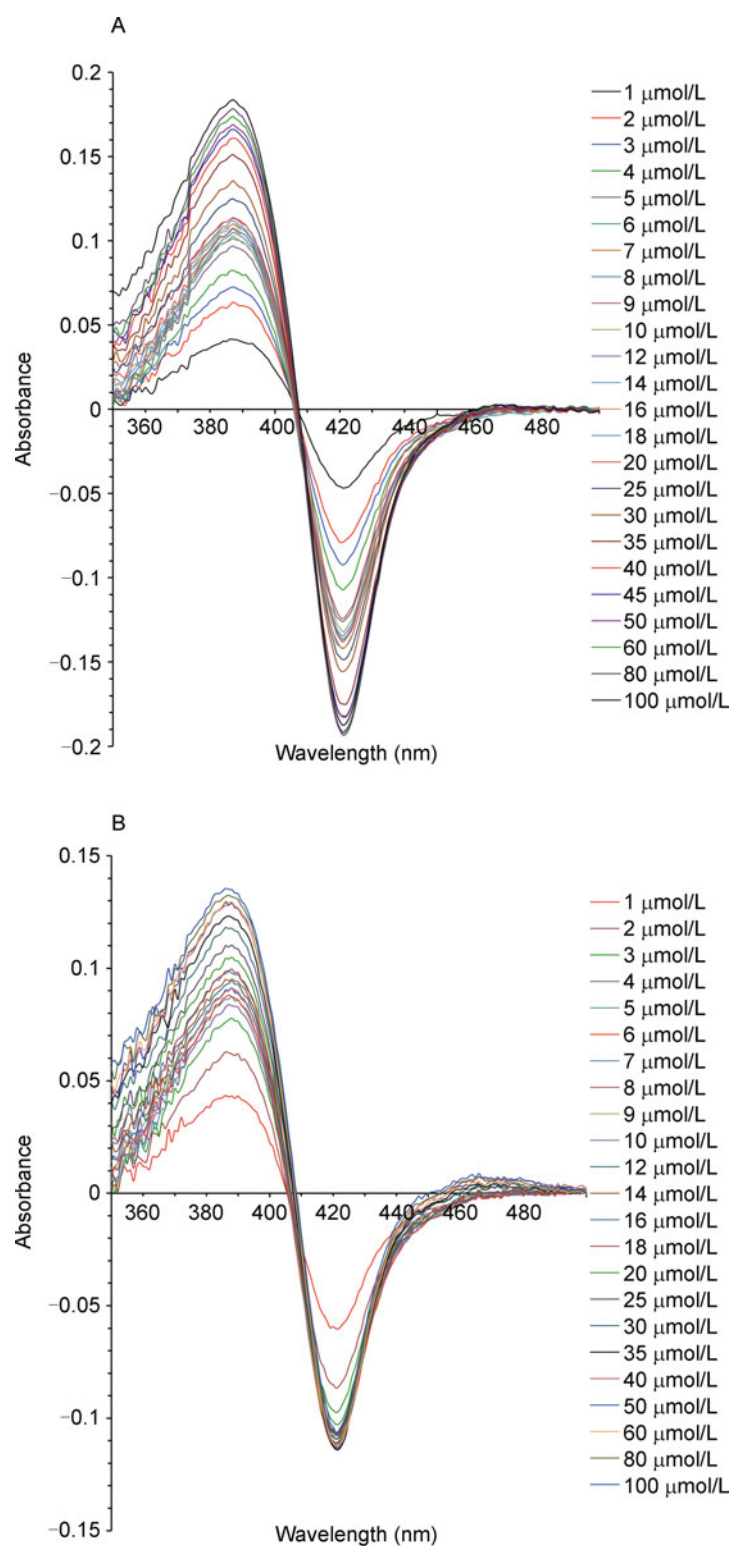 A
0.2
0.15
0.1
0.05
0
−0.05
−0.1
−0.15
−0.2
Absorbance
360 380 400 420 440 460 480
Wavelength (nm)
1 μmol/L
2 μmol/L
3 μmol/L
4 μmol/L
5 μmol/L
6 μmol/L
7 μmol/L
8 μmol/L
9 μmol/L
10 μmol/L
12 μmol/L
14 μmol/L
16 μmol/L
18 μmol/L
20 μmol/L
25 μmol/L
30 μmol/L
35 μmol/L
40 μmol/L
45 μmol/L
50 μmol/L
60 μmol/L
80 μmol/L
100 μmol/L
B
0.15
0.1
0.05
0
−0.05
−0.1
−0.15
Absorbance
360 380 400 420 440 460 480
Wavelength (nm)
1 μmol/L
2 μmol/L
3 μmol/L
4 μmol/L
5 μmol/L
6 μmol/L
7 μmol/L
8 μmol/L
9 μmol/L
10 μmol/L
12 μmol/L
14 μmol/L
16 μmol/L
18 μmol/L
20 μmol/L
25 μmol/L
30 μmol/L
35 μmol/L
40 μmol/L
50 μmol/L
60 μmol/L
80 μmol/L
100 μmol/L